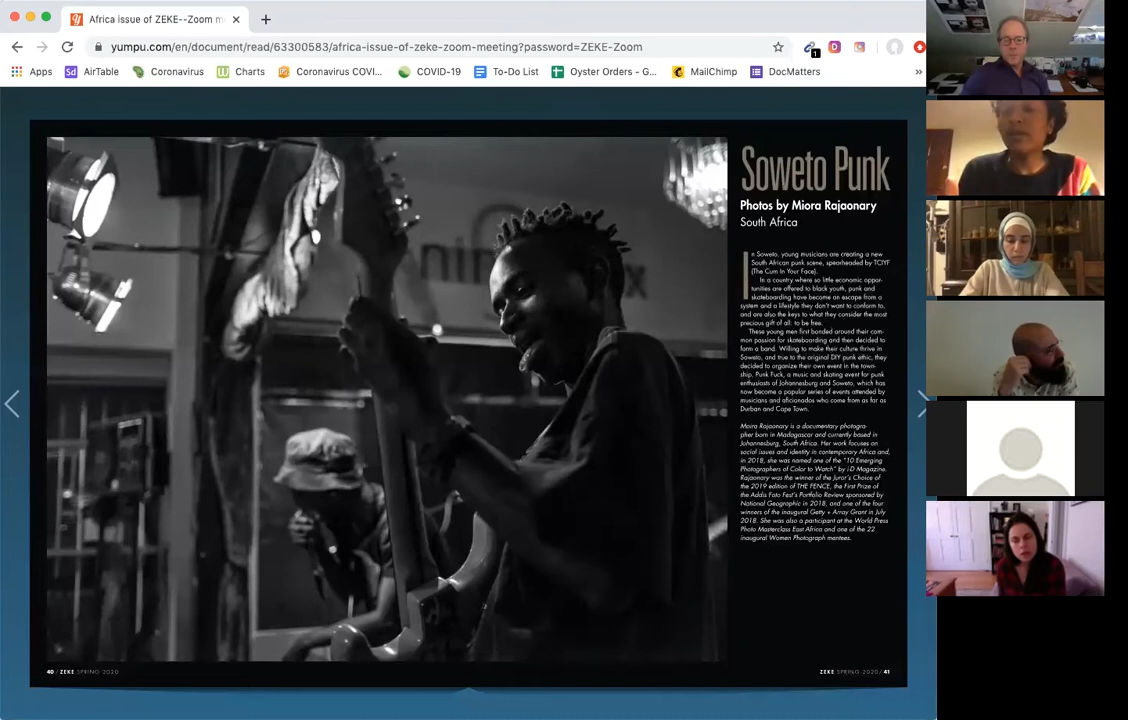 Africa issue of ZEKE--Zoom m
yumpu.com/en/document/read/63300583/africa-issue-of-zeke-zoom-meeting?password=ZEKE-Zoom
1
D
Apps
Sd AirTable
Coronavirus
Charts
Coronavirus COVI...
COVID-19
To-Do List
Oyster Orders - G...
MailChimp
DocMatters
»
Soweto Punk
Photos by Miora Rajaonary
South Africa
In Soweto, young musicians are creating a new
South African punk scene, spearheaded by TCIYF
(The Cum In Your Face).
In a country where so little economic oppor-
tunities are offered to black youth, punk and
skateboarding have become an escape from a
system and a lifestyle they don't want to conform to,
and are also the keys to what they consider the most
precious gift of all: to be free.
These young men first bonded around their com-
mon passion for skateboarding and then decided to
form a band. Willing to make their culture thrive in
Soweto, and true to the original DIY punk ethic, they
decided to organize their own event in the town-
ship, Punk Fuck, a music and skating event for punk
enthusiasts of Johannesburg and Soweto, which has
now become a popular series of events attended by
musicians and aficionados who come from as far as
Durban and Cape Town.
Miora Rajaonary is a documentary photogra-
pher born in Madagascar and currently based in
Johannesburg, South Africa. Her work focuses on
social issues and identity in contemporary Africa and,
in 2018, she was named one of the "10 Emerging
Photographers of Color to Watch" by i-D Magazine.
Rajaonary was the winner of the Juror's Choice of
the 2019 edition of THE FENCE, the First Prize of
the Addis Foto Fest's Portfolio Review sponsored by
National Geographic in 2018, and one of the four
winners of the inaugural Getty + Array Grant in July
2018. She was also a participant at the World Press
Photo Masterclass East Africa and one of the 22
inaugural Women Photograph mentees.
40 / ZEKE SPRING 2020
ZEKE SPRING 2020 / 41